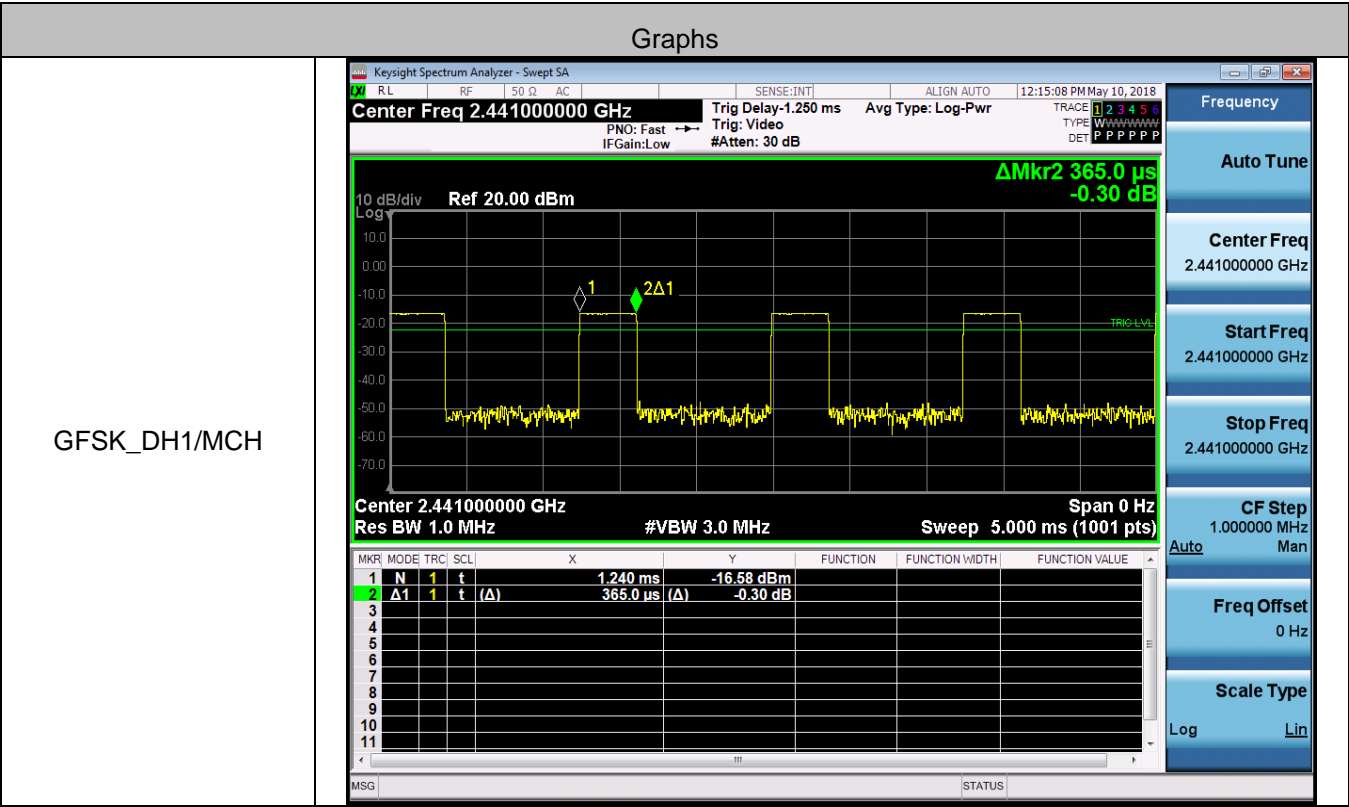 Graphs
GFSK_DH1/MCH
Keysight Spectrum Analyzer - Swept SA
LXI RL RF 50 Ω AC SENSE:INT ALIGN AUTO 12:15:08 PM May 10, 2018
Center Freq 2.441000000 GHz
PNO: Fast
IFGain:Low
Trig Delay-1.250 ms
Trig: Video
#Atten: 30 dB
Avg Type: Log-Pwr
TRACE 1 2 3 4 5 6
TYPE WWWWWW
DET P P P P P P
ΔMkr2 365.0 µs
-0.30 dB
10 dB/div Ref 20.00 dBm
Log
10.0
0.00
-10.0
-20.0
-30.0
-40.0
-50.0
-60.0
-70.0
1
2Δ1
TRIG LVL
Center 2.441000000 GHz Span 0 Hz
Res BW 1.0 MHz #VBW 3.0 MHz Sweep 5.000 ms (1001 pts)
MKR MODE TRC SCL X Y FUNCTION FUNCTION WIDTH FUNCTION VALUE
1 N 1 t 1.240 ms -16.58 dBm
2 Δ1 1 t (Δ) 365.0 µs (Δ) -0.30 dB
3
4
5
6
7
8
9
10
11
MSG STATUS
Frequency
Auto Tune
Center Freq
2.441000000 GHz
Start Freq
2.441000000 GHz
Stop Freq
2.441000000 GHz
CF Step
1.000000 MHz
Auto Man
Freq Offset
0 Hz
Scale Type
Log Lin